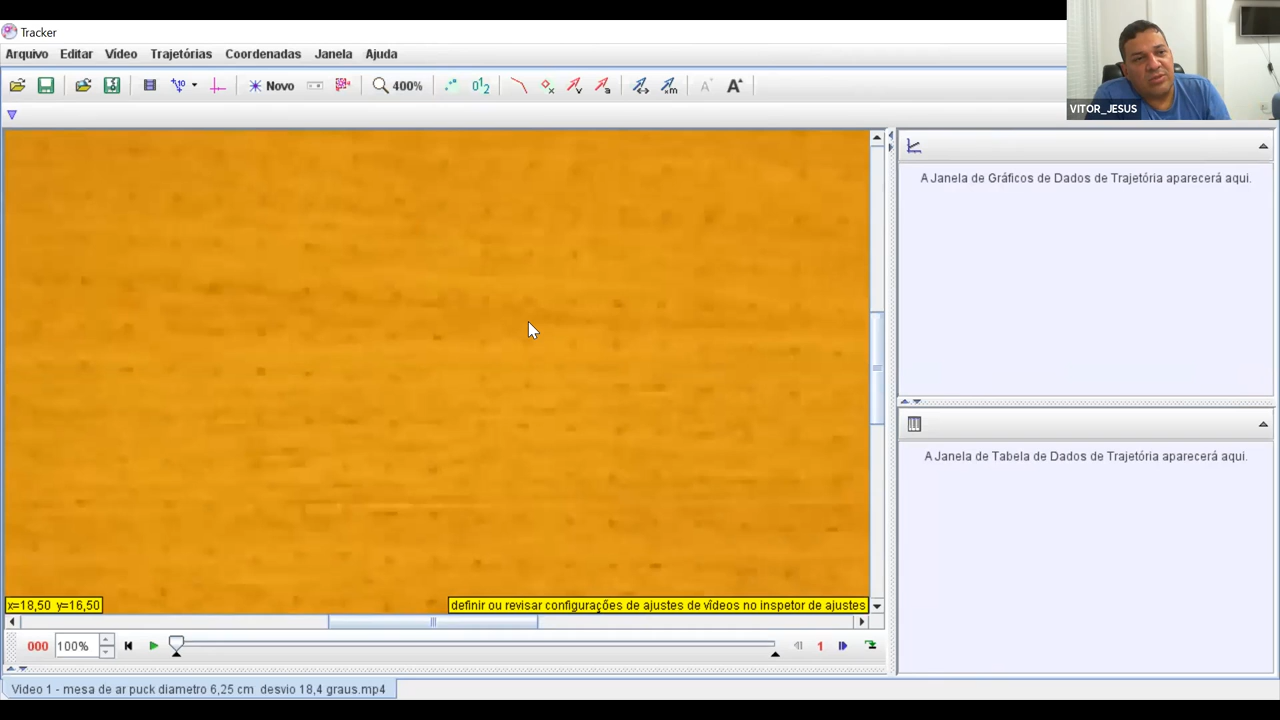 Tracker
Arquivo Editar Vídeo Trajetórias Coordenadas Janela Ajuda
Novo 400%
VITOR_JESUS
A Janela de Gráficos de Dados de Trajetória aparecerá aqui.
A Janela de Tabela de Dados de Trajetória aparecerá aqui.
x=18,50 y=16,50
definir ou revisar configurações de ajustes de vídeos no inspetor de ajustes
000 100% 1
Video 1 - mesa de ar puck diametro 6,25 cm desvio 18,4 graus.mp4